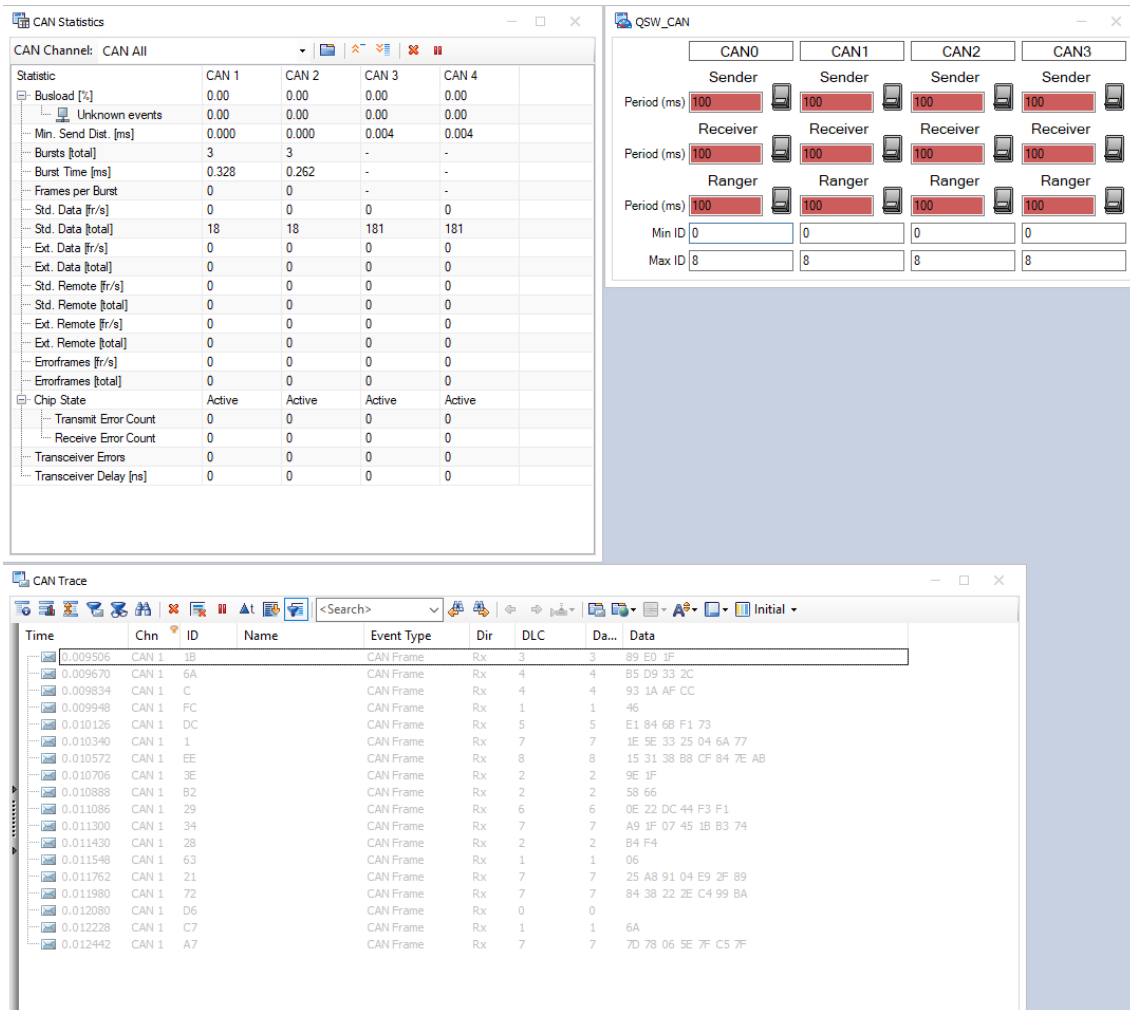 CAN Statistics
CAN Channel: CAN All
Statistic CAN 1 CAN 2 CAN 3 CAN 4
Busload [%] 0.00 0.00 0.00 0.00
Unknown events 0.00 0.00 0.00 0.00
Min. Send Dist. [ms] 0.000 0.000 0.004 0.004
Bursts [total] 3 3 - -
Burst Time [ms] 0.328 0.262 - -
Frames per Burst 0 0 - -
Std. Data [fr/s] 0 0 0 0
Std. Data [total] 18 18 181 181
Ext. Data [fr/s] 0 0 0 0
Ext. Data [total] 0 0 0 0
Std. Remote [fr/s] 0 0 0 0
Std. Remote [total] 0 0 0 0
Ext. Remote [fr/s] 0 0 0 0
Ext. Remote [total] 0 0 0 0
Errorframes [fr/s] 0 0 0 0
Errorframes [total] 0 0 0 0
Chip State Active Active Active Active
Transmit Error Count 0 0 0 0
Receive Error Count 0 0 0 0
Transceiver Errors 0 0 0 0
Transceiver Delay [ns] 0 0 0 0
QSW_CAN
CAN0 CAN1 CAN2 CAN3
Sender Sender Sender Sender
Period (ms) 100 100 100 100
Receiver Receiver Receiver Receiver
Period (ms) 100 100 100 100
Ranger Ranger Ranger Ranger
Period (ms) 100 100 100 100
Min ID 0 0 0 0
Max ID 8 8 8 8
CAN Trace
Δt <Search> A Initial
Time Chn ID Name Event Type Dir DLC Da... Data
0.009506 CAN 1 1B CAN Frame Rx 3 3 89 E0 1F
0.009670 CAN 1 6A CAN Frame Rx 4 4 B5 D9 33 2C
0.009834 CAN 1 C CAN Frame Rx 4 4 93 1A AF CC
0.009948 CAN 1 FC CAN Frame Rx 1 1 46
0.010126 CAN 1 DC CAN Frame Rx 5 5 E1 84 6B F1 73
0.010340 CAN 1 1 CAN Frame Rx 7 7 1E 5E 33 25 04 6A 77
0.010572 CAN 1 EE CAN Frame Rx 8 8 15 31 38 B8 CF 84 7E AB
0.010706 CAN 1 3E CAN Frame Rx 2 2 9E 1F
0.010888 CAN 1 B2 CAN Frame Rx 2 2 58 66
0.011086 CAN 1 29 CAN Frame Rx 6 6 0E 22 DC 44 F3 F1
0.011300 CAN 1 34 CAN Frame Rx 7 7 A9 1F 07 45 1B B3 74
0.011430 CAN 1 28 CAN Frame Rx 2 2 B4 F4
0.011548 CAN 1 63 CAN Frame Rx 1 1 06
0.011762 CAN 1 21 CAN Frame Rx 7 7 25 A8 91 04 E9 2F 89
0.011980 CAN 1 72 CAN Frame Rx 7 7 84 38 22 2E C4 99 BA
0.012080 CAN 1 D6 CAN Frame Rx 0 0
0.012228 CAN 1 C7 CAN Frame Rx 1 1 6A
0.012442 CAN 1 A7 CAN Frame Rx 7 7 7D 78 06 5E 7F C5 7F